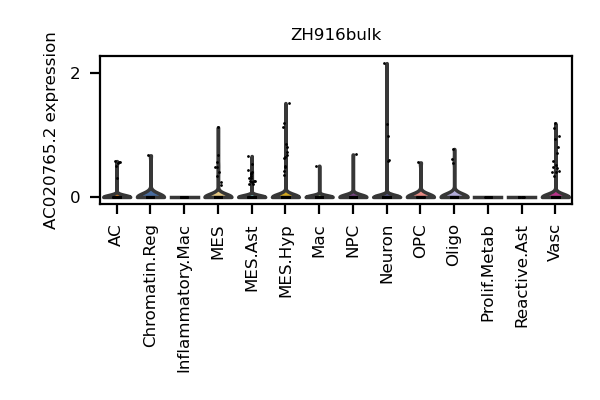 ZH916bulk
AC020765.2 expression
2
0
AC
Chromatin.Reg
Inflammatory.Mac
MES
MES.Ast
MES.Hyp
Mac
NPC
Neuron
OPC
Oligo
Prolif.Metab
Reactive.Ast
Vasc